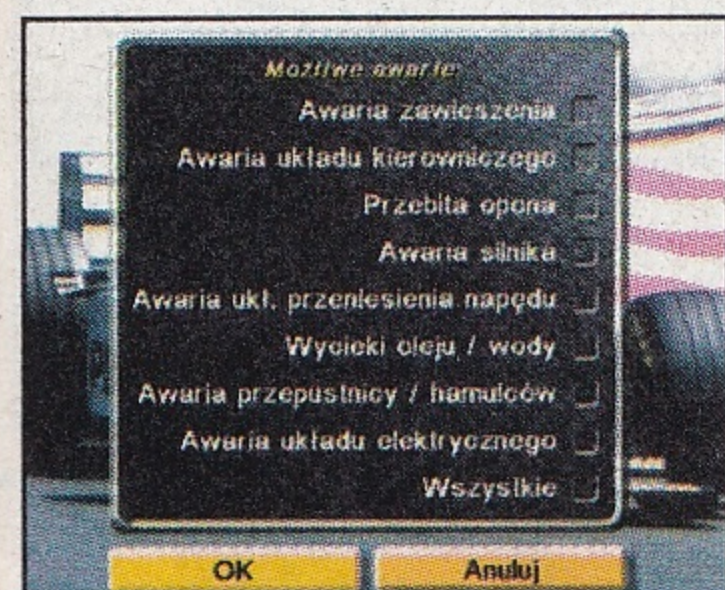 Możliwe awarie
Awaria zawieszenia
Awaria układu kierowniczego
Przebita opona
Awaria silnika
Awaria ukł. przeniesienia napędu
Wycieki oleju / wody
Awaria przepustnicy / hamulców
Awaria układu elektrycznego
Wszystkie
OK
Anuluj